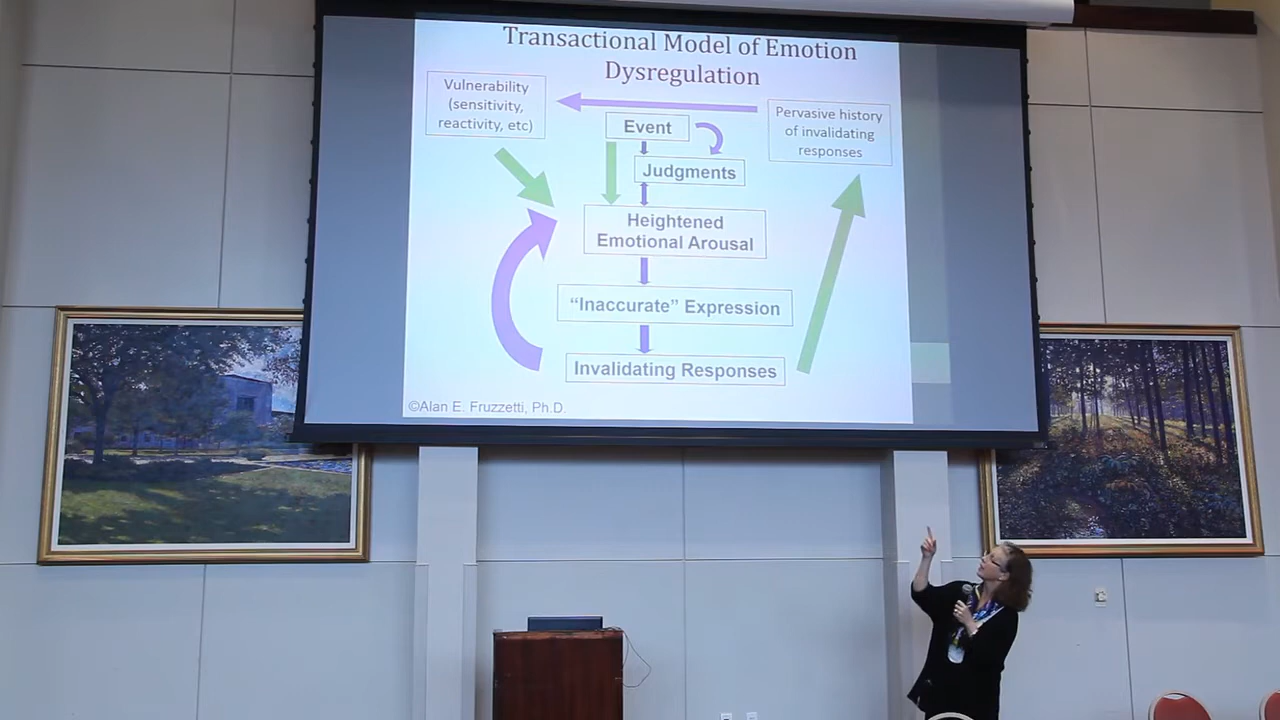 Transactional Model of Emotion
Dysregulation
Vulnerability
(sensitivity,
reactivity, etc)
Pervasive history
of invalidating
responses
Event
Judgments
Heightened
Emotional Arousal
“Inaccurate” Expression
Invalidating Responses
©Alan E. Fruzzetti, Ph.D.